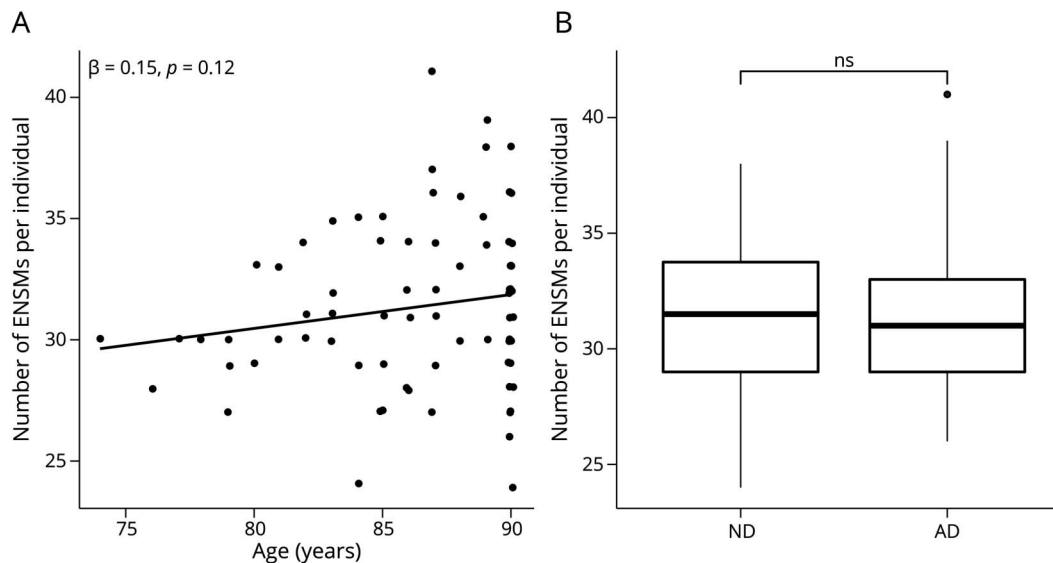 A
β = 0.15, p = 0.12
Number of ENSMs per individual
40
35
30
25
75 80 85 90
Age (years)
B
ns
Number of ENSMs per individual
40
35
30
25
ND AD